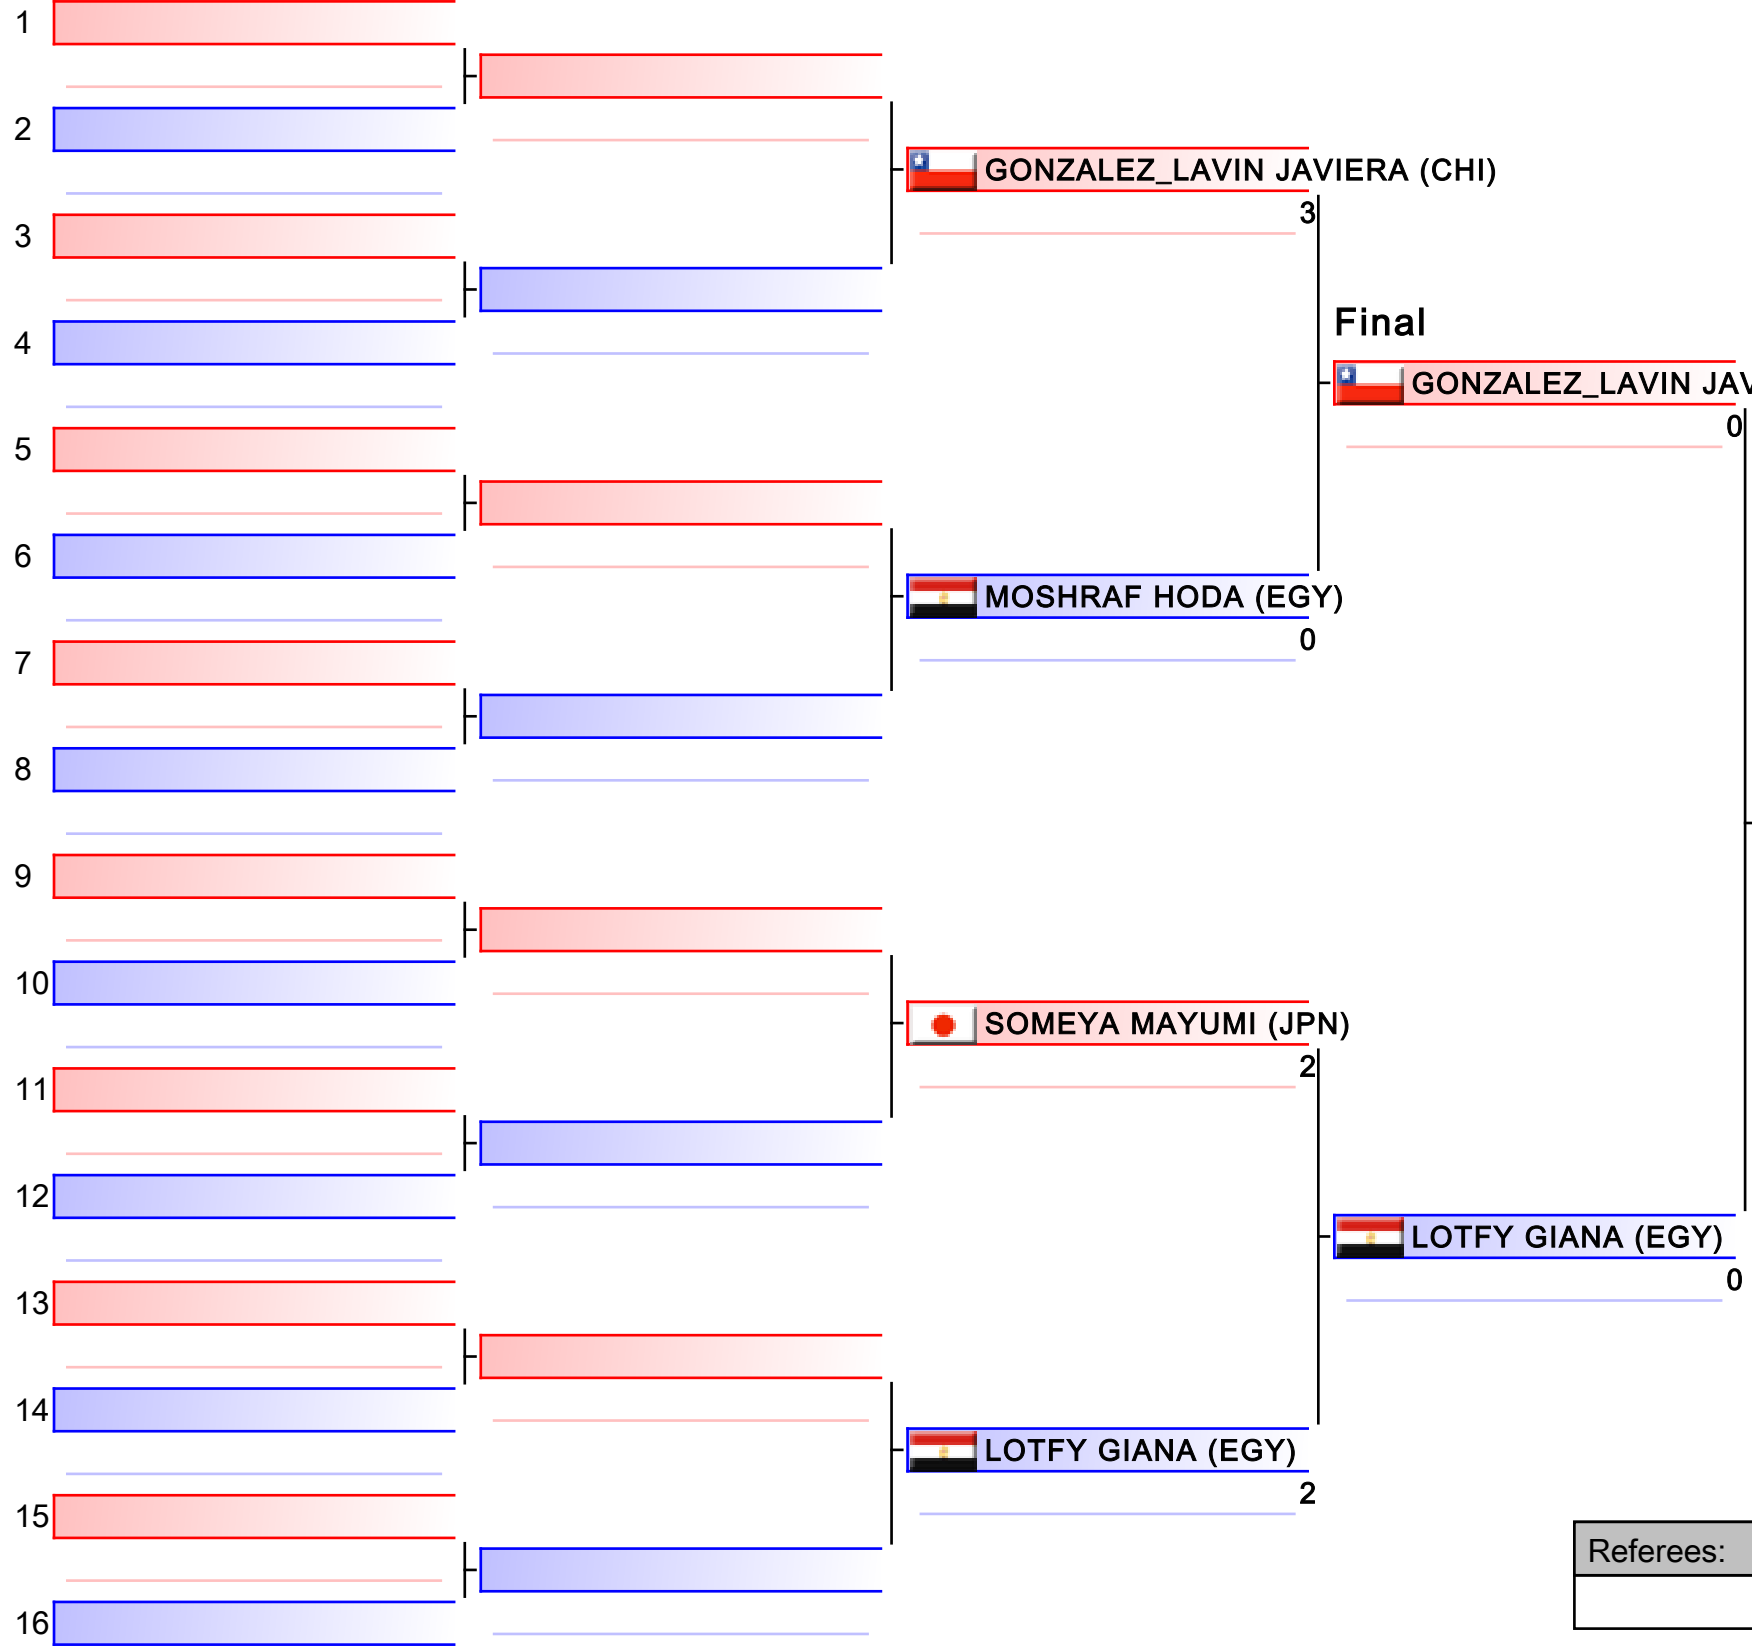 1
2
GONZALEZ_LAVIN JAVIERA (CHI)
3
3
Final
4
GONZALEZ_LAVIN JAV
0
5
6
MOSHRAF HODA (EGY)
0
7
8
9
10
SOMEYA MAYUMI (JPN)
2
11
12
LOTFY GIANA (EGY)
0
13
14
LOTFY GIANA (EGY)
2
15
Referees:
16